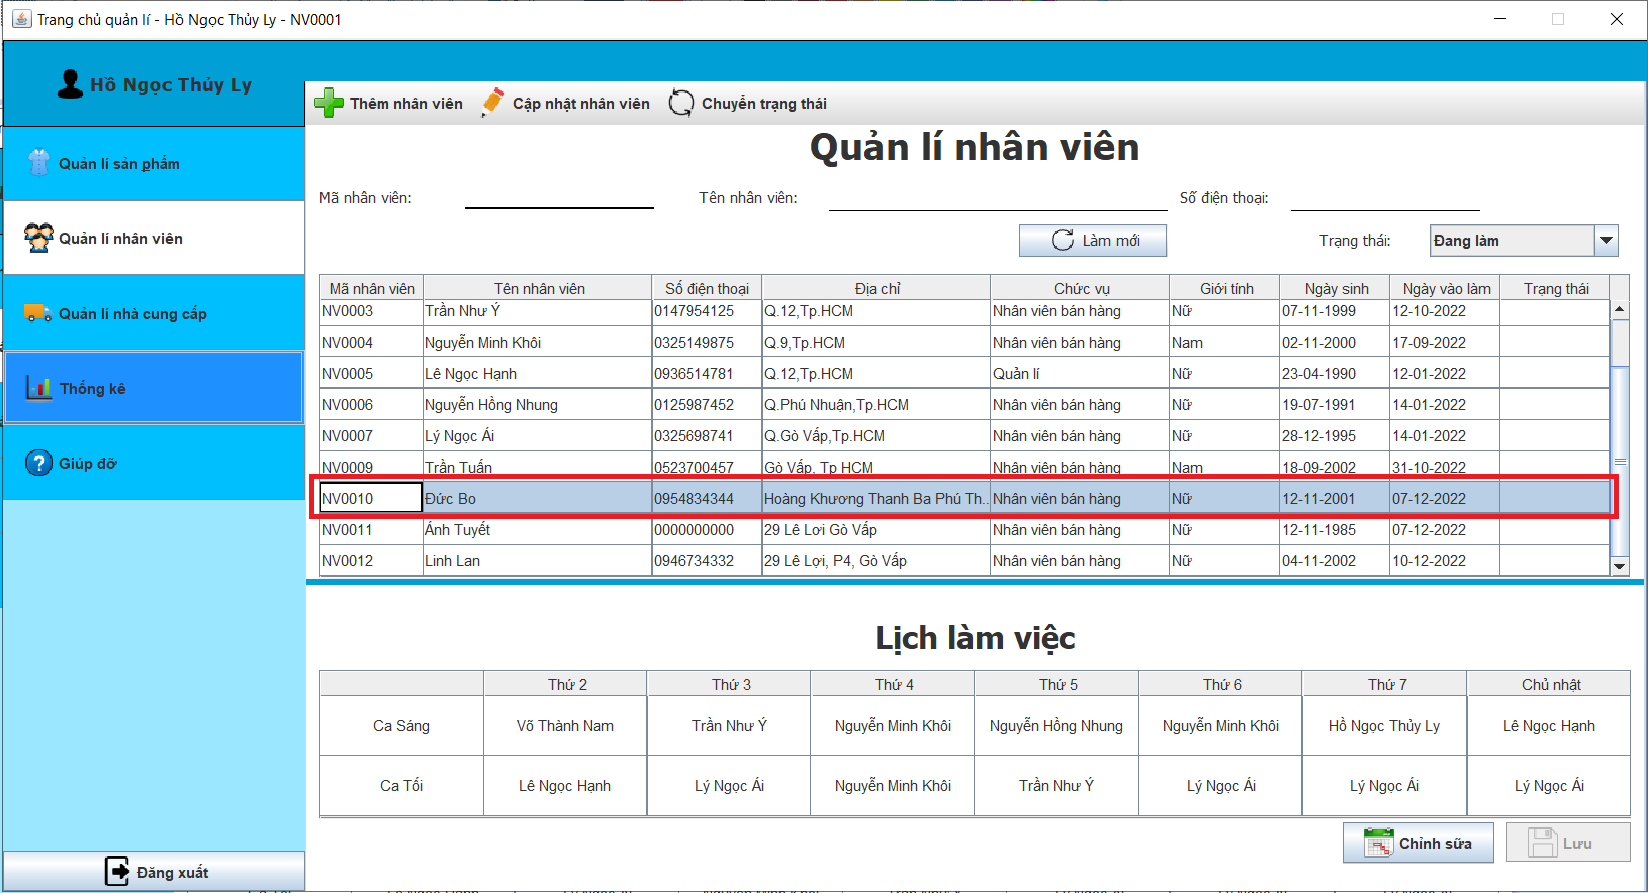 Trang chủ quản lí - Hồ Ngọc Thủy Ly - NV0001
Hồ Ngọc Thủy Ly
Quản lí sản phẩm
Quản lí nhân viên
Quản lí nhà cung cấp
Thống kê
Giúp đỡ
Đăng xuất
Thêm nhân viên Cập nhật nhân viên Chuyển trạng thái
Quản lí nhân viên
Mã nhân viên: Tên nhân viên: Số điện thoại:
Làm mới Trạng thái: Đang làm
Mã nhân viên Tên nhân viên Số điện thoại Địa chỉ Chức vụ Giới tính Ngày sinh Ngày vào làm Trạng thái
NV0003 Trần Như Ý 0147954125 Q.12,Tp.HCM Nhân viên bán hàng Nữ 07-11-1999 12-10-2022
NV0004 Nguyễn Minh Khôi 0325149875 Q.9,Tp.HCM Nhân viên bán hàng Nam 02-11-2000 17-09-2022
NV0005 Lê Ngọc Hạnh 0936514781 Q.12,Tp.HCM Quản lí Nữ 23-04-1990 12-01-2022
NV0006 Nguyễn Hồng Nhung 0125987452 Q.Phú Nhuận,Tp.HCM Nhân viên bán hàng Nữ 19-07-1991 14-01-2022
NV0007 Lý Ngọc Ái 0325698741 Q.Gò Vấp,Tp.HCM Nhân viên bán hàng Nữ 28-12-1995 14-01-2022
NV0009 Trần Tuấn 0523700457 Gò Vấp, Tp HCM Nhân viên bán hàng Nam 18-09-2002 31-10-2022
NV0010 Đức Bo 0954834344 Hoàng Khương Thanh Ba Phú Th... Nhân viên bán hàng Nữ 12-11-2001 07-12-2022
NV0011 Ánh Tuyết 0000000000 29 Lê Lơi Gò Vấp Nhân viên bán hàng Nữ 12-11-1985 07-12-2022
NV0012 Linh Lan 0946734332 29 Lê Lợi, P4, Gò Vấp Nhân viên bán hàng Nữ 04-11-2002 10-12-2022
Lịch làm việc
Thứ 2 Thứ 3 Thứ 4 Thứ 5 Thứ 6 Thứ 7 Chủ nhật
Ca Sáng Võ Thành Nam Trần Như Ý Nguyễn Minh Khôi Nguyễn Hồng Nhung Nguyễn Minh Khôi Hồ Ngọc Thủy Ly Lê Ngọc Hạnh
Ca Tối Lê Ngọc Hạnh Lý Ngọc Ái Nguyễn Minh Khôi Trần Như Ý Lý Ngọc Ái Lý Ngọc Ái Lý Ngọc Ái
Chỉnh sữa Lưu